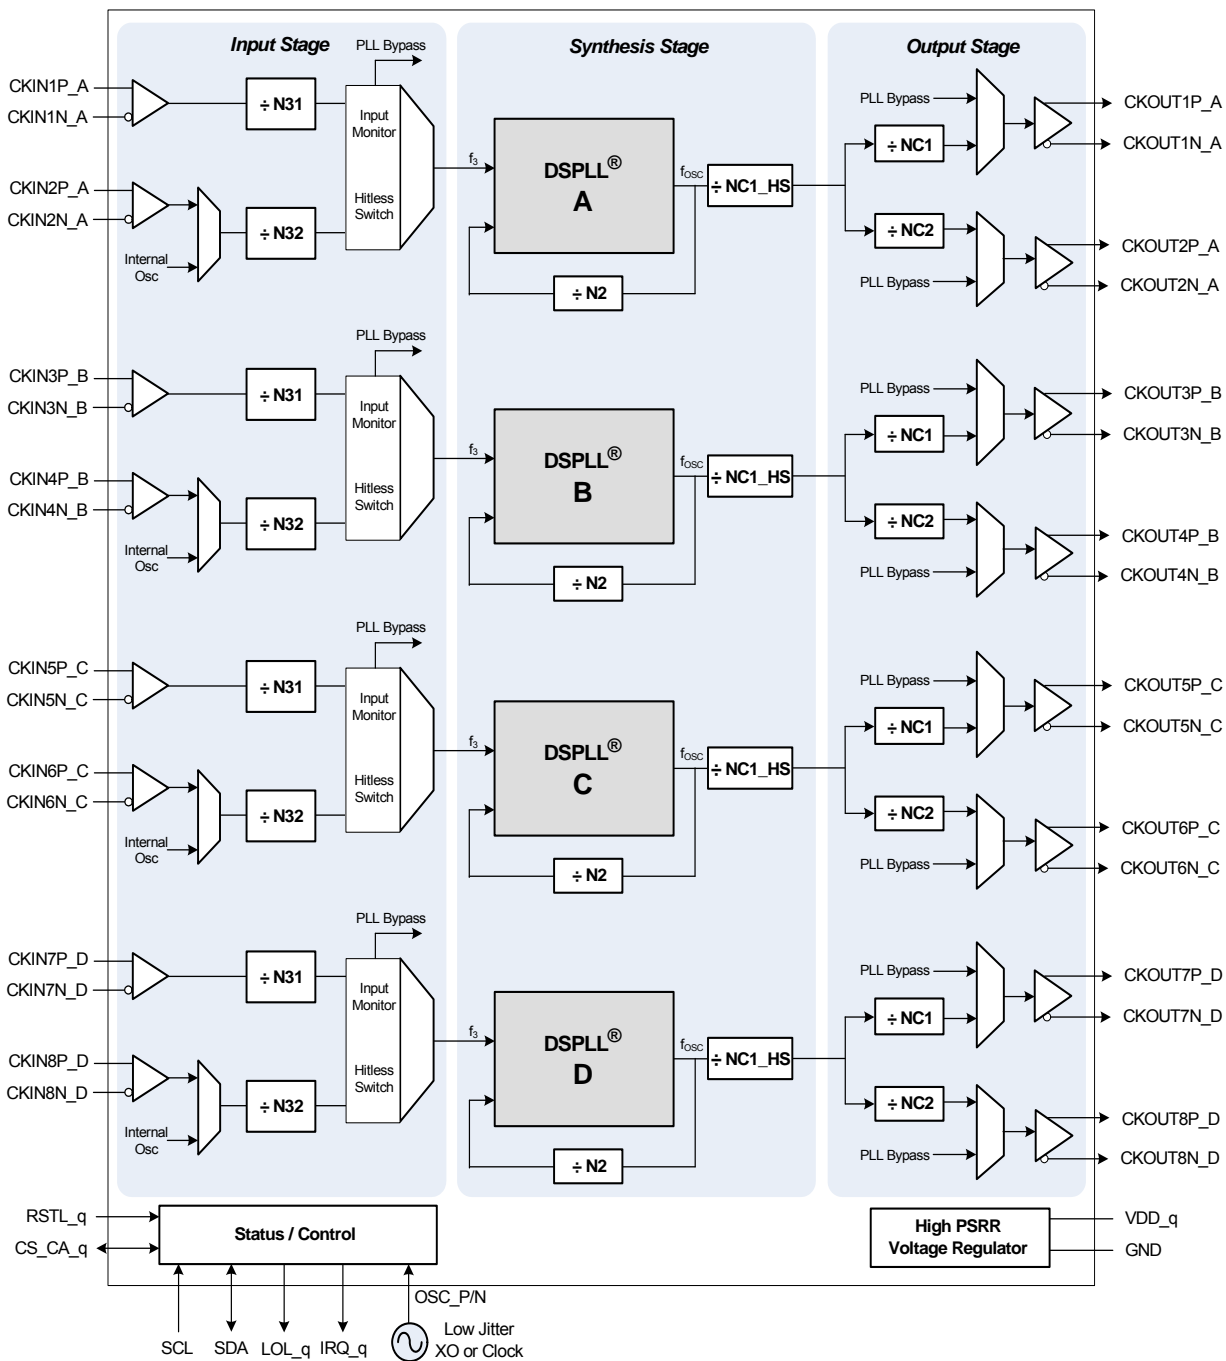 Input Stage
Synthesis Stage
Output Stage
PLL Bypass
CKIN1P_A
CKIN1N_A
÷ N31
Input
Monitor
Hitless
Switch
CKIN2P_A
CKIN2N_A
Internal
Osc
÷ N32
f3
DSPLL®
A
fOSC
÷ N2
÷ NC1_HS
PLL Bypass
÷ NC1
CKOUT1P_A
CKOUT1N_A
÷ NC2
PLL Bypass
CKOUT2P_A
CKOUT2N_A
PLL Bypass
CKIN3P_B
CKIN3N_B
÷ N31
Input
Monitor
Hitless
Switch
CKIN4P_B
CKIN4N_B
Internal
Osc
÷ N32
f3
DSPLL®
B
fOSC
÷ N2
÷ NC1_HS
PLL Bypass
÷ NC1
CKOUT3P_B
CKOUT3N_B
÷ NC2
PLL Bypass
CKOUT4P_B
CKOUT4N_B
PLL Bypass
CKIN5P_C
CKIN5N_C
÷ N31
Input
Monitor
Hitless
Switch
CKIN6P_C
CKIN6N_C
Internal
Osc
÷ N32
f3
DSPLL®
C
fOSC
÷ N2
÷ NC1_HS
PLL Bypass
÷ NC1
CKOUT5P_C
CKOUT5N_C
÷ NC2
PLL Bypass
CKOUT6P_C
CKOUT6N_C
PLL Bypass
CKIN7P_D
CKIN7N_D
÷ N31
Input
Monitor
Hitless
Switch
CKIN8P_D
CKIN8N_D
Internal
Osc
÷ N32
f3
DSPLL®
D
fOSC
÷ N2
÷ NC1_HS
PLL Bypass
÷ NC1
CKOUT7P_D
CKOUT7N_D
÷ NC2
PLL Bypass
CKOUT8P_D
CKOUT8N_D
RSTL_q
CS_CA_q
Status / Control
High PSRR
Voltage Regulator
VDD_q
GND
SCL
SDA
LOL_q
IRQ_q
OSC_P/N
Low Jitter
XO or Clock